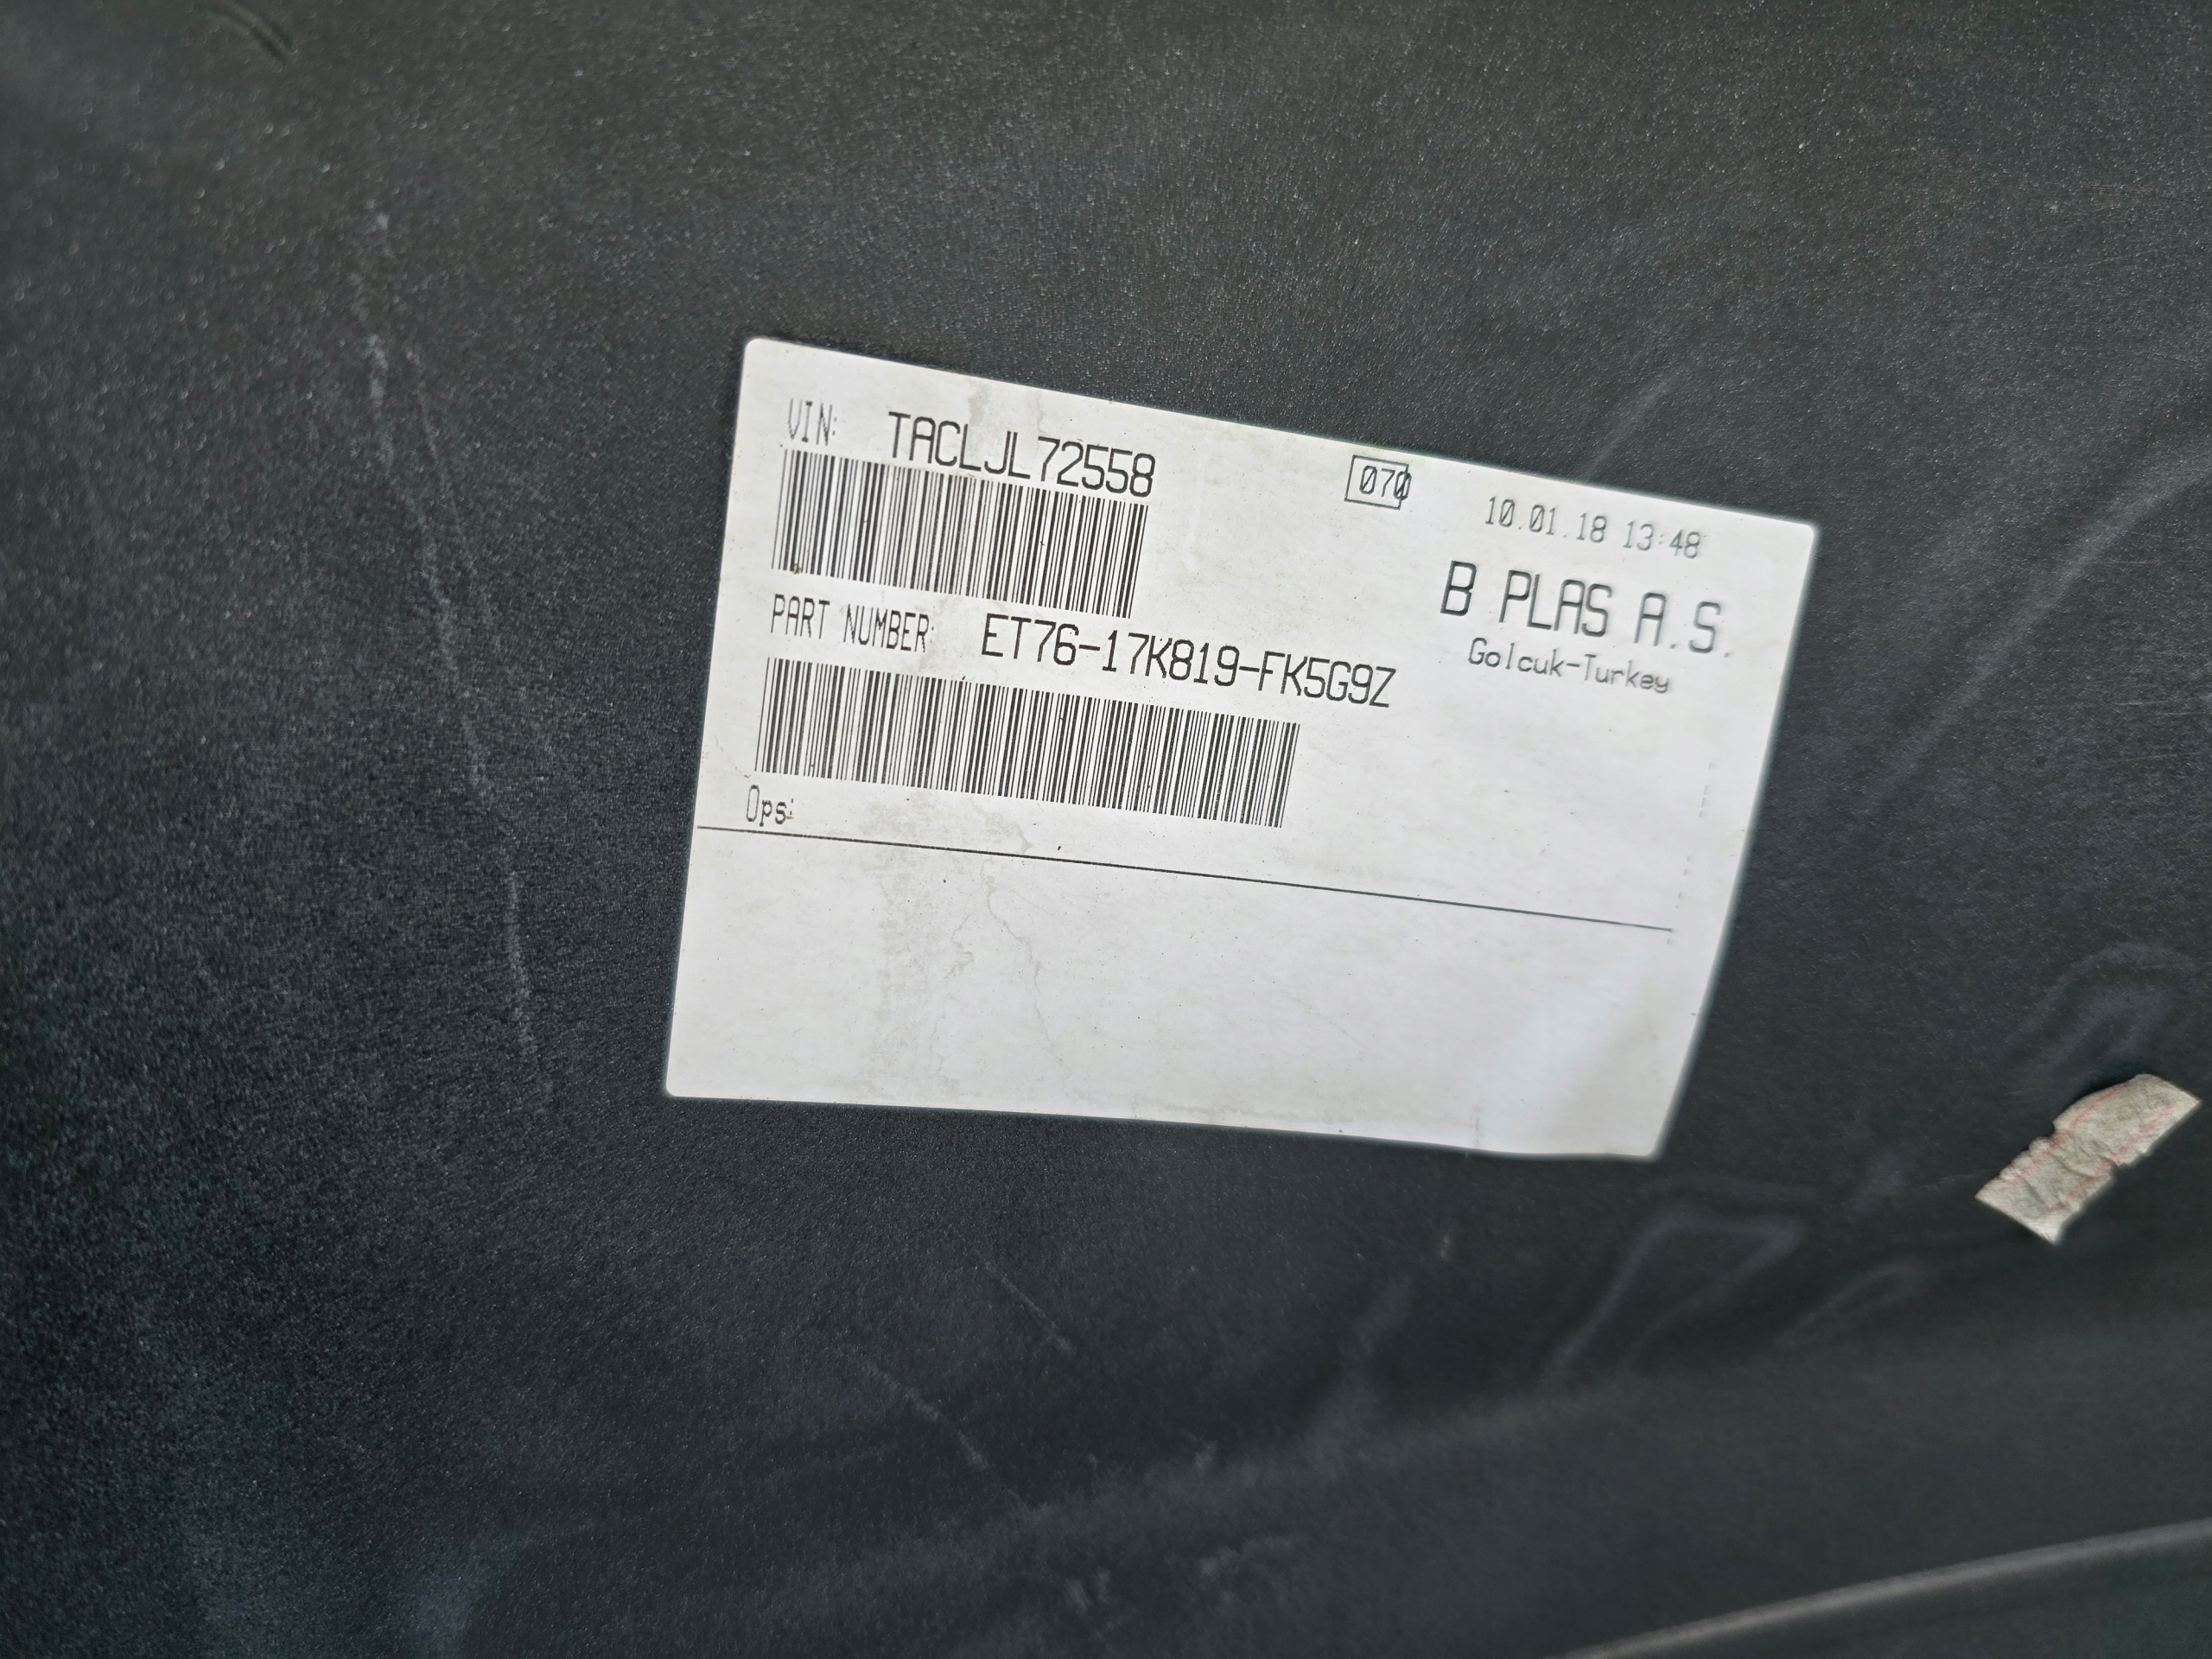 VIN: TACLJL72558
070
10.01.18 13:48
B PLAS A.S.
Golcuk-Turkey
PART NUMBER: ET76-17K819-FK5G9Z
Ops: